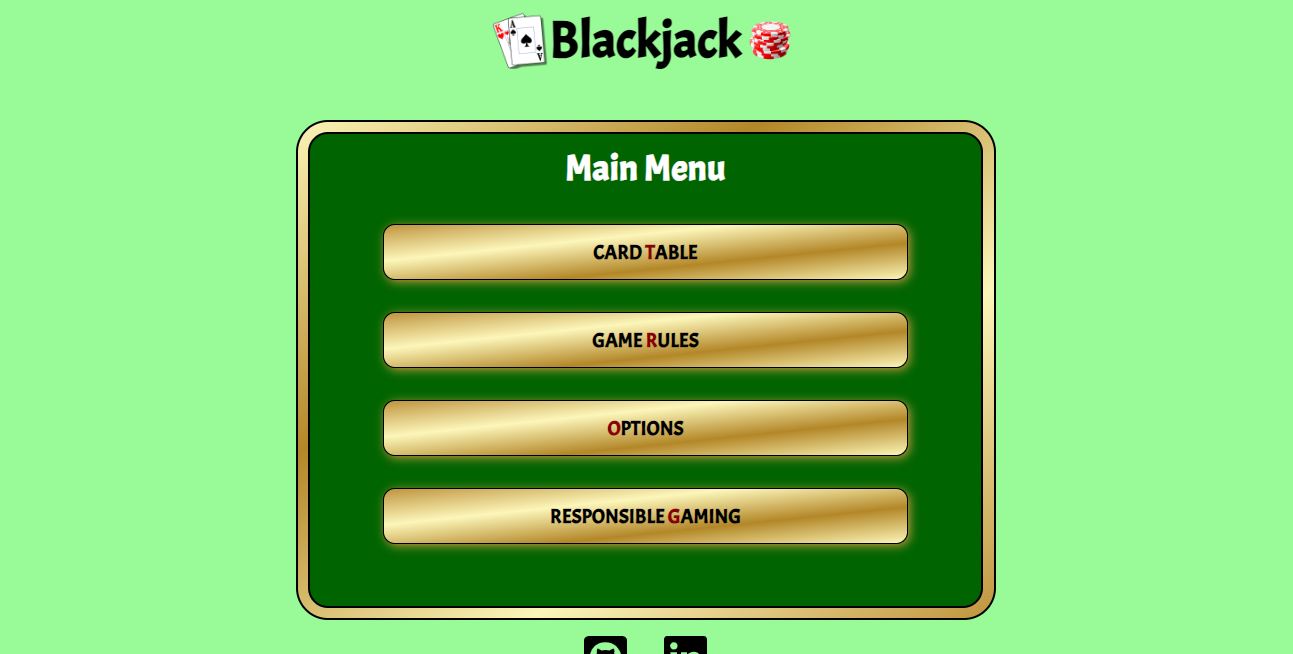 Blackjack
Main Menu
CARD TABLE
GAME RULES
OPTIONS
RESPONSIBLE GAMING